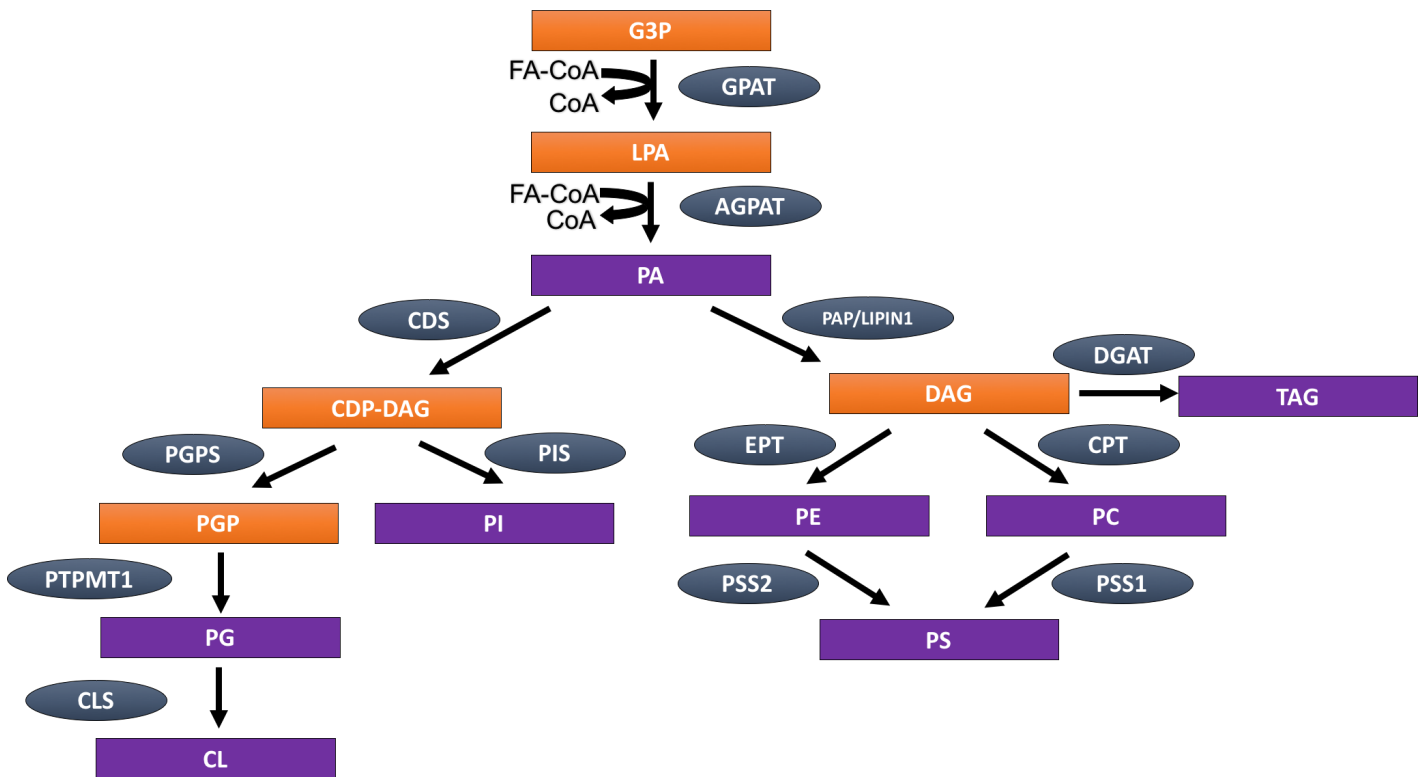 G3P
FA-CoA
GPAT
CoA
LPA
FA-CoA
AGPAT
CoA
PA
CDS
PAP/LIPIN1
DGAT
CDP-DAG
DAG
TAG
PGPS
PIS
EPT
CPT
PGP
PI
PE
PC
PTPMT1
PSS2
PSS1
PG
PS
CLS
CL